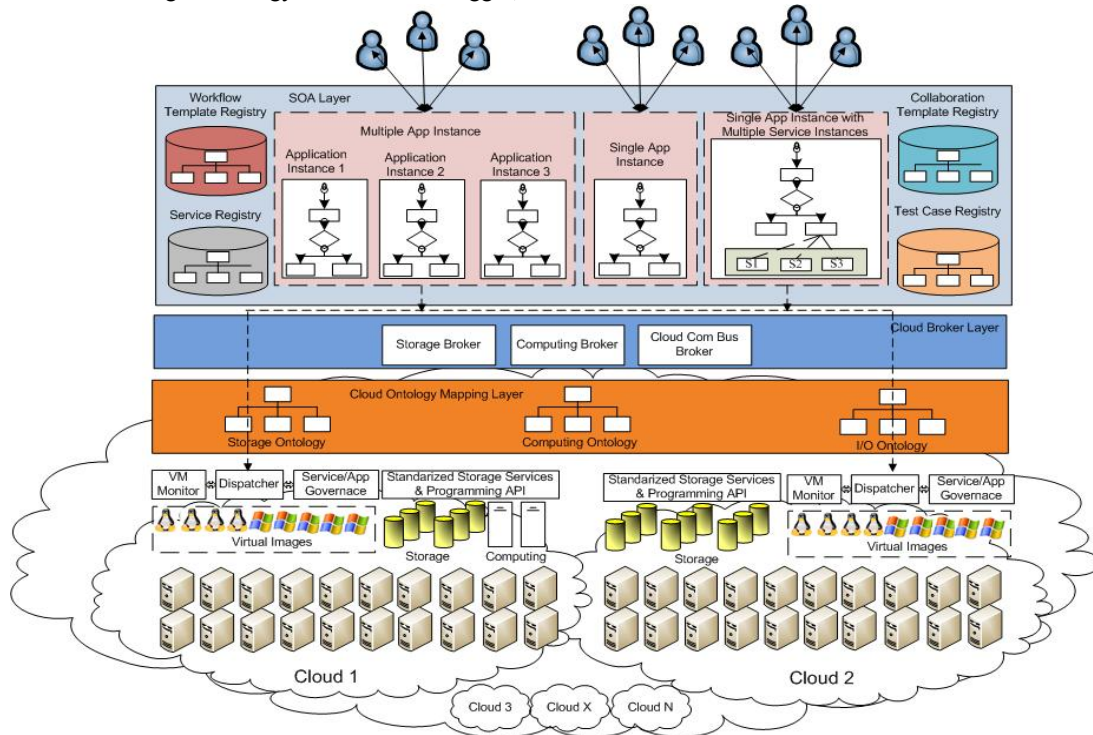 Workflow
Template Registry
SOA Layer
Collaboration
Template Registry
Multiple App Instance
Single App Instance with
Multiple Service Instances
Application
Instance 1
Application
Instance 2
Application
Instance 3
Single App
Instance
Service Registry
Test Case Registry
S1
S2
S3
Cloud Broker Layer
Storage Broker
Computing Broker
Cloud Com Bus
Broker
Cloud Ontology Mapping Layer
Storage Ontology
Computing Ontology
I/O Ontology
VM
Monitor
Dispatcher
Service/App
Governace
Standarized Storage Services
& Programming API
Standarized Storage Services
& Programming API
VM
Monitor
Dispatcher
Service/App
Governace
Virtual Images
Storage
Computing
Storage
Virtual Images
Cloud 1
Cloud 2
Cloud 3
Cloud X
Cloud N